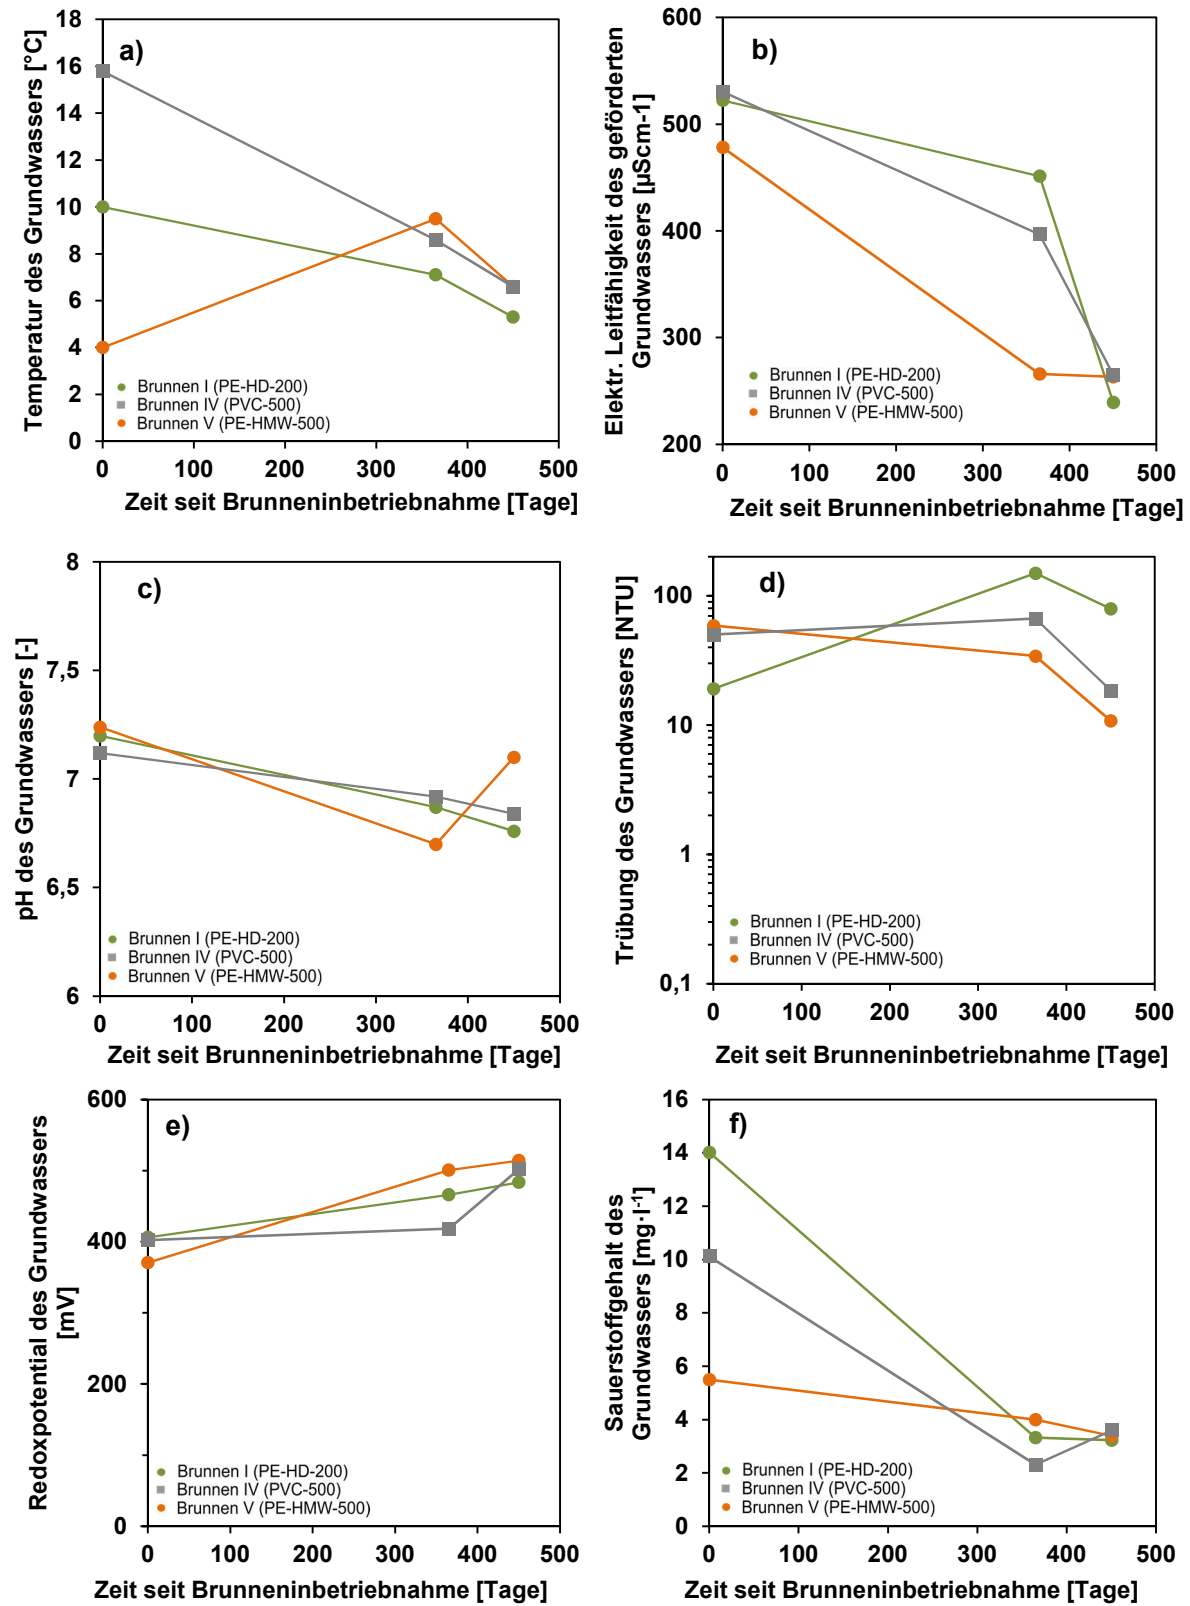 a)
Temperatur des Grundwassers [°C]
18
16
14
12
10
8
6
4
2
0
Brunnen I (PE-HD-200)
Brunnen IV (PVC-500)
Brunnen V (PE-HMW-500)
0 100 200 300 400 500
Zeit seit Brunneninbetriebnahme [Tage]
b)
Elektr. Leitfähigkeit des geförderten
Grundwassers [µScm-1]
600
500
400
300
200
Brunnen I (PE-HD-200)
Brunnen IV (PVC-500)
Brunnen V (PE-HMW-500)
0 100 200 300 400 500
Zeit seit Brunneninbetriebnahme [Tage]
c)
pH des Grundwassers [-]
8
7,5
7
6,5
6
Brunnen I (PE-HD-200)
Brunnen IV (PVC-500)
Brunnen V (PE-HMW-500)
0 100 200 300 400 500
Zeit seit Brunneninbetriebnahme [Tage]
d)
Trübung des Grundwassers [NTU]
100
10
1
0,1
Brunnen I (PE-HD-200)
Brunnen IV (PVC-500)
Brunnen V (PE-HMW-500)
0 100 200 300 400 500
Zeit seit Brunneninbetriebnahme [Tage]
e)
Redoxpotential des Grundwassers
[mV]
600
400
200
0
Brunnen I (PE-HD-200)
Brunnen IV (PVC-500)
Brunnen V (PE-HMW-500)
0 100 200 300 400 500
Zeit seit Brunneninbetriebnahme [Tage]
f)
Sauerstoffgehalt des
Grundwassers [mg·l⁻¹]
16
14
12
10
8
6
4
2
0
Brunnen I (PE-HD-200)
Brunnen IV (PVC-500)
Brunnen V (PE-HMW-500)
0 100 200 300 400 500
Zeit seit Brunneninbetriebnahme [Tage]